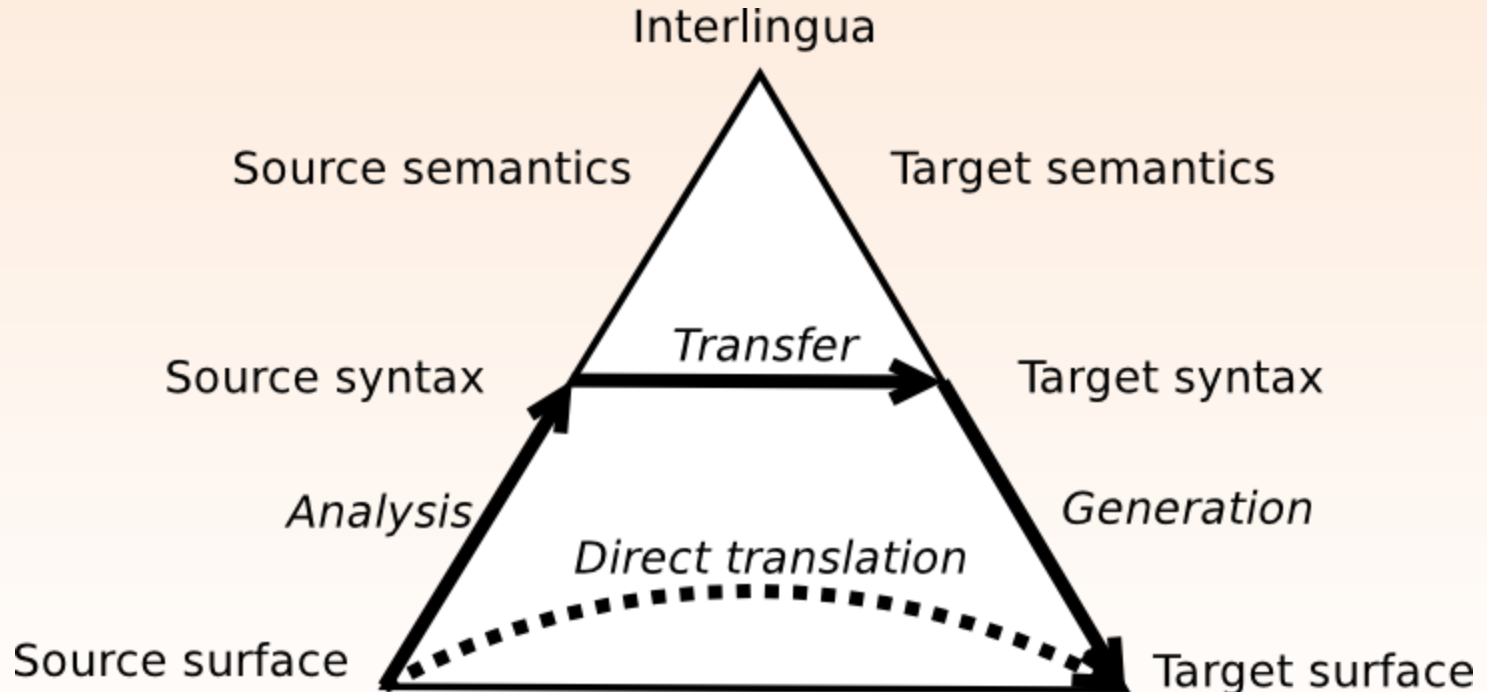 Interlingua
Source semantics
Target semantics
Transfer
Source syntax
Target syntax
Analysis
Generation
Direct translation
Source surface
Target surface